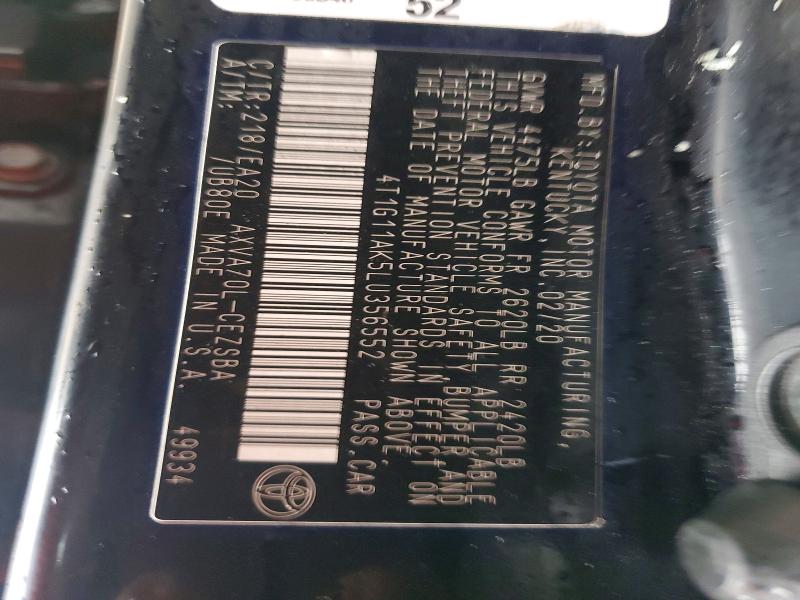 52
MFD.BY:TOYOTA MOTOR MANUFACTURING,
KENTUCKY, INC.02/20
GWR 4475LB GAWR FR 2620LB RR 2420LB
THIS VEHICLE CONFORMS TO ALL APPLICABLE
FEDERAL MOTOR VEHICLE SAFETY, BUMPER, AND
THEFT PREVENTION STANDARDS IN EFFECT ON
THE DATE OF MANUFACTURE SHOWN ABOVE.
4T1G11AK5LU356552 PASS.CAR
C/TR:218/EA20 AXVA70L-CEZSBA
A/TM: /UB80E MADE IN U.S.A. 49934